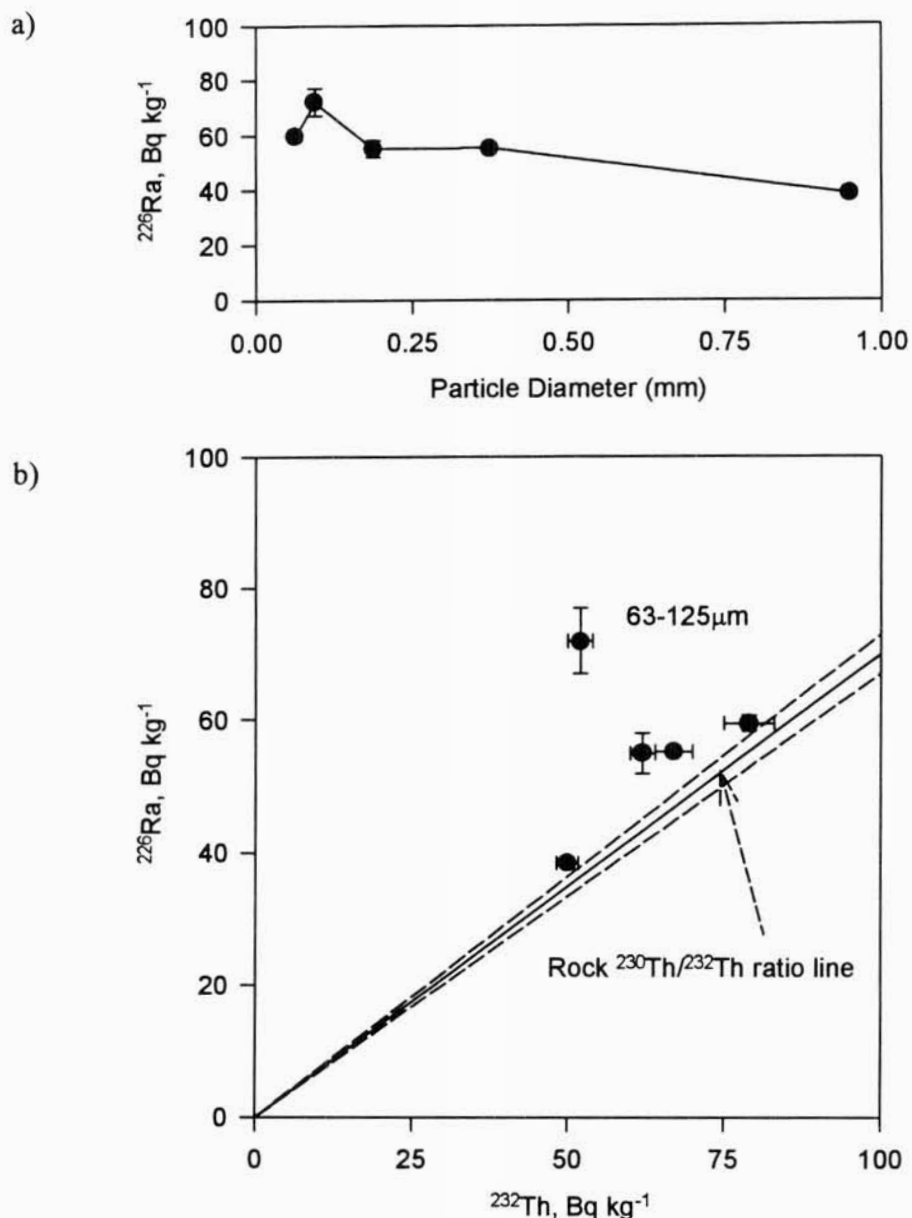 a)
100
80
60
40
20
0
²²⁶Ra, Bq kg⁻¹
0.00 0.25 0.50 0.75 1.00
Particle Diameter (mm)
b)
100
80
60
40
20
0
²²⁶Ra, Bq kg⁻¹
63-125μm
Rock ²³⁰Th/²³²Th ratio line
0 25 50 75 100
²³²Th, Bq kg⁻¹